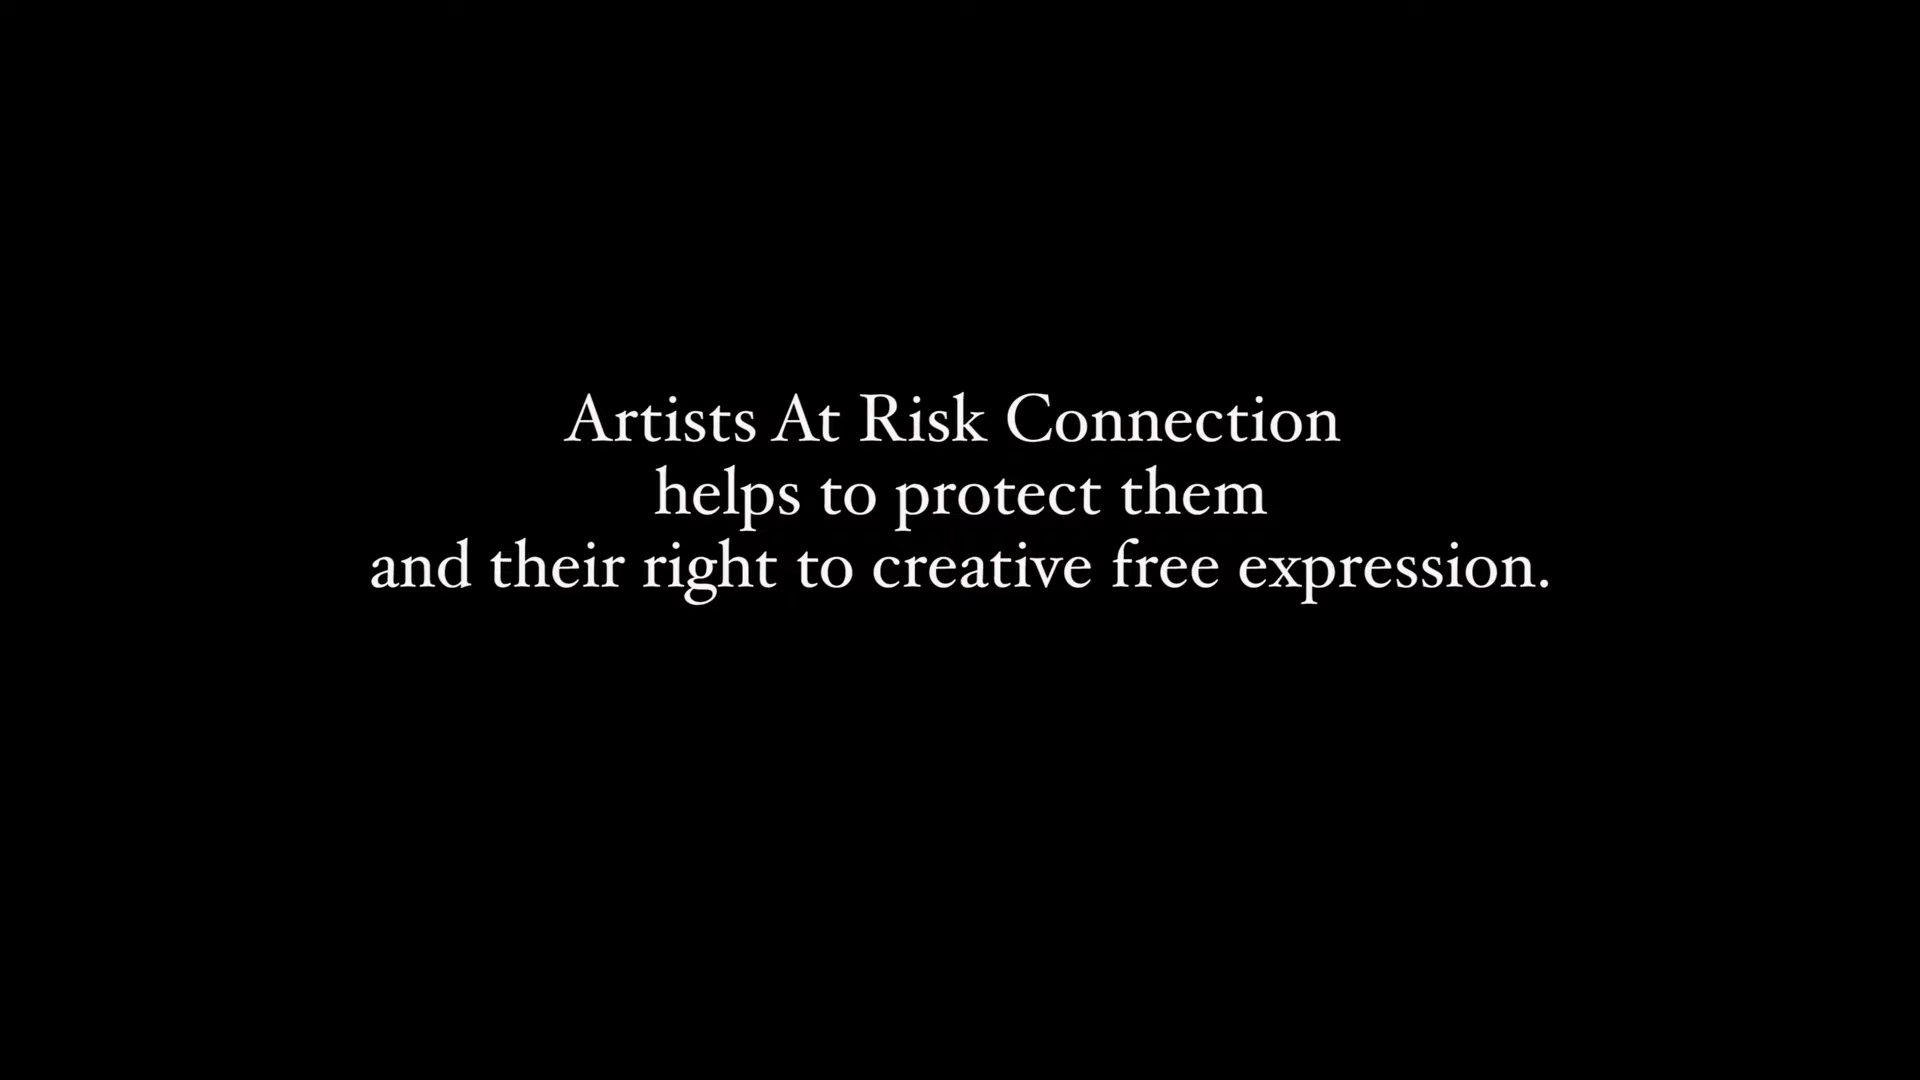 Artists At Risk Connection
helps to protect them
and their right to creative free expression.